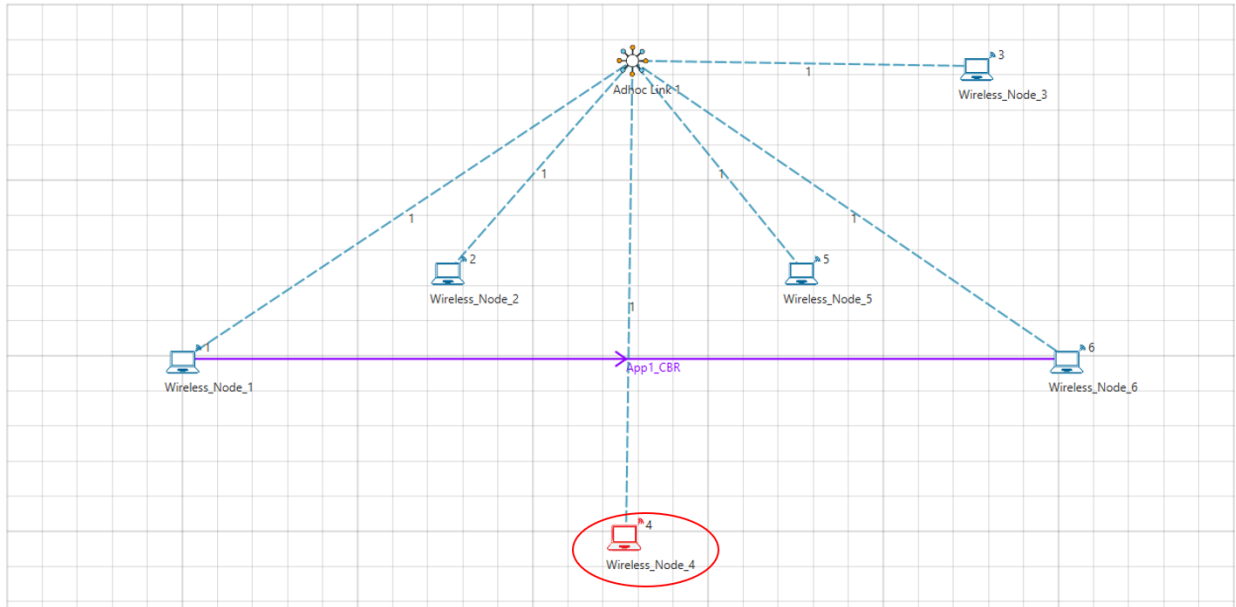 3
Wireless_Node_3
1
Adhoc Link 1
1
1
1
1
2
Wireless_Node_2
5
Wireless_Node_5
1
1
Wireless_Node_1
App1_CBR
6
Wireless_Node_6
4
Wireless_Node_4